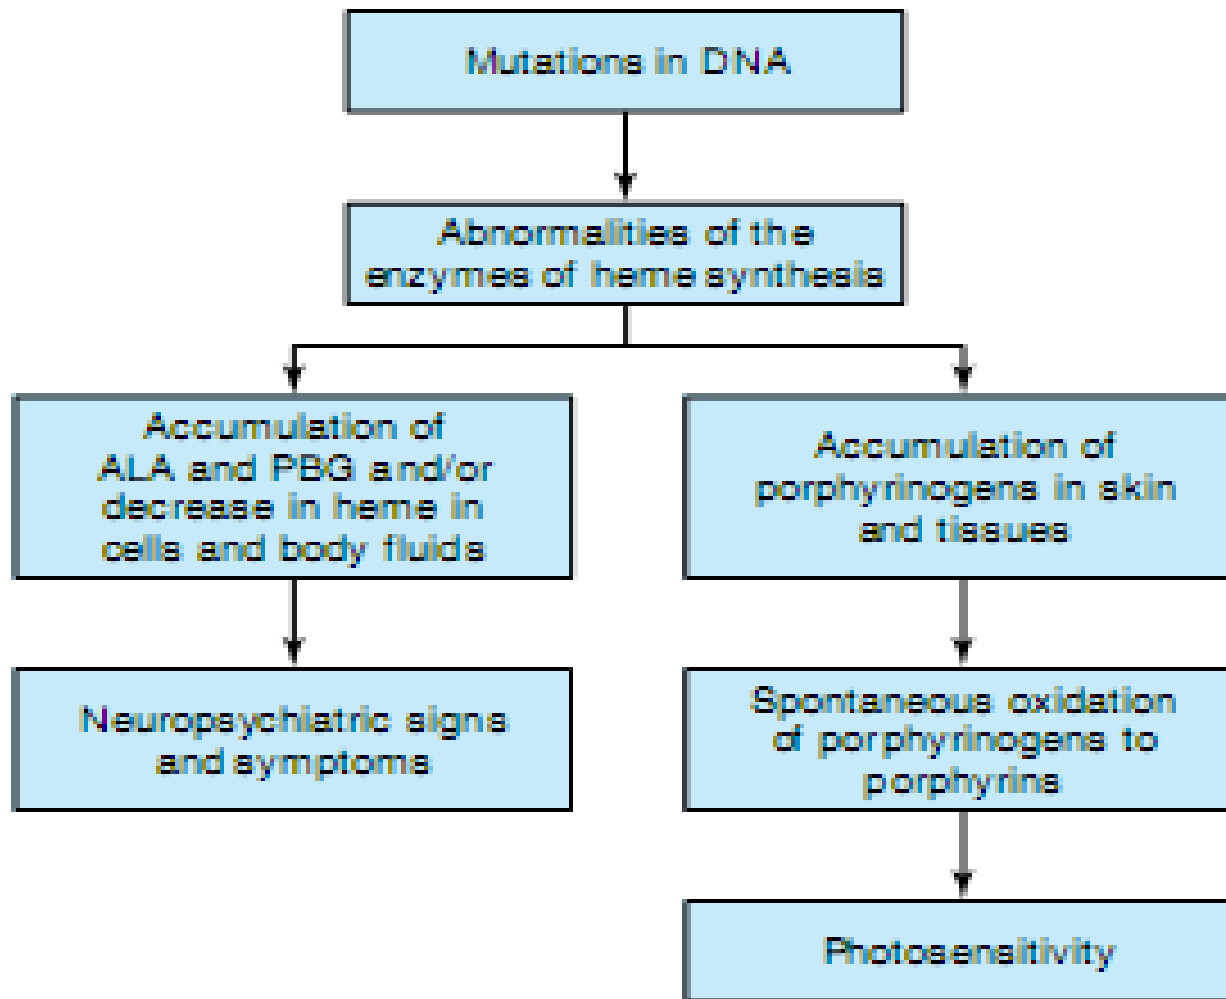 Mutations in DNA
Abnormalities of the
enzymes of heme synthesis
Accumulation of
ALA and PBG and/or
decrease in heme in
cells and body fluids
Accumulation of
porphyrinogens in skin
and tissues
Neuropsychiatric signs
and symptoms
Spontaneous oxidation
of porphyrinogens to
porphyrins
Photosensitivity